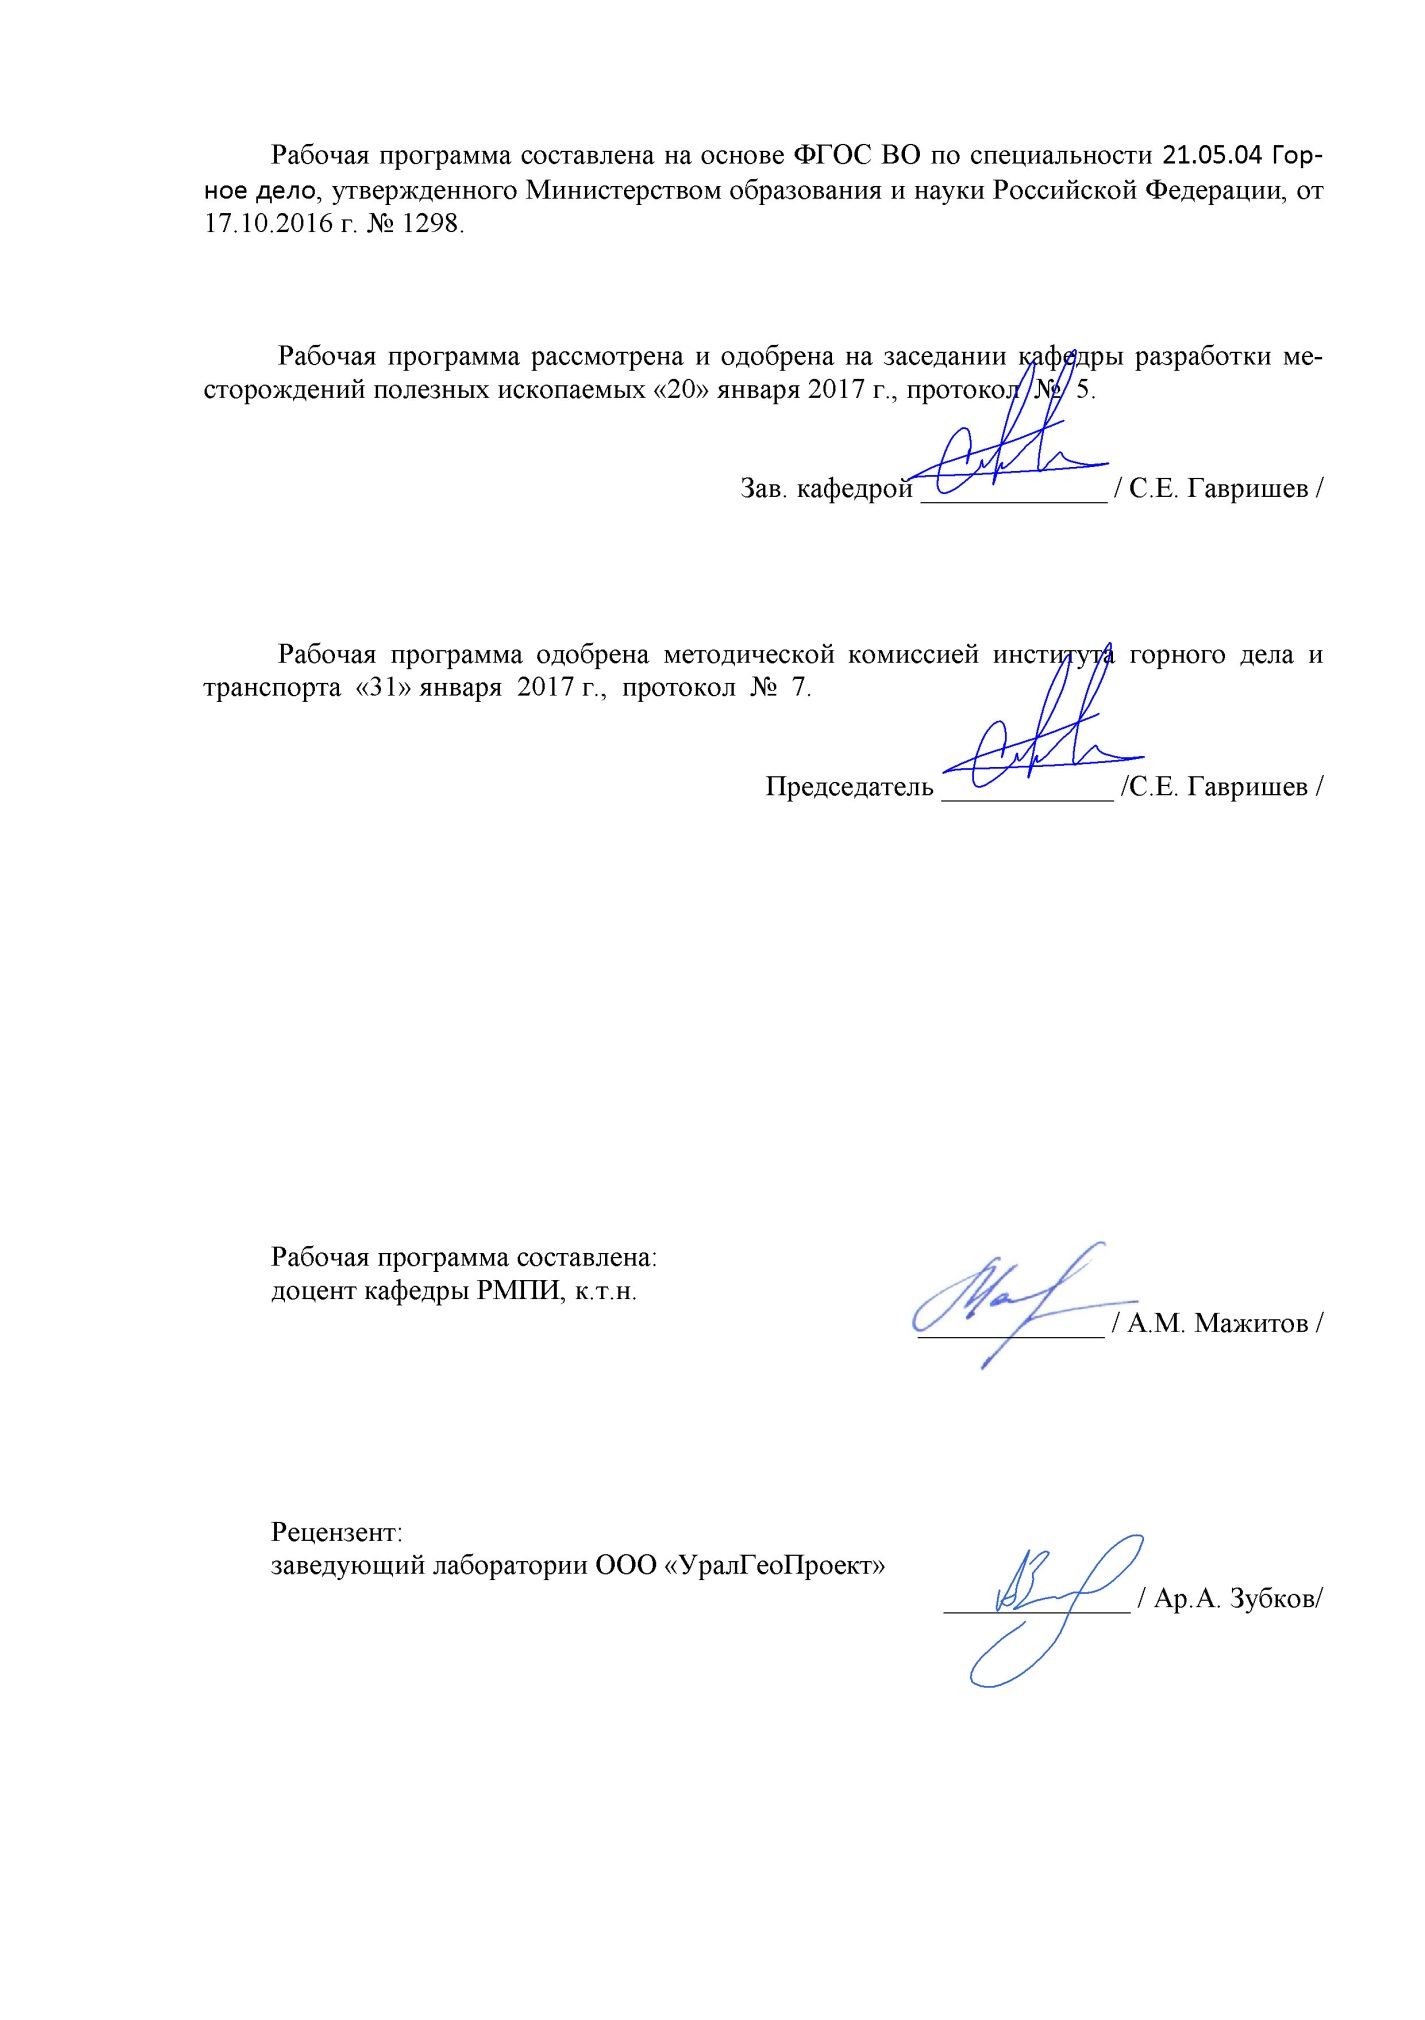 Рабочая программа составлена на основе ФГОС ВО по специальности 21.05.04 Гор-
ное дело, утвержденного Министерством образования и науки Российской Федерации, от
17.10.2016 г. № 1298.
Рабочая программа рассмотрена и одобрена на заседании кафедры разработки ме-
сторождений полезных ископаемых «20» января 2017 г., протокол № 5.
Зав. кафедрой _____________ / С.Е. Гавришев /
Рабочая программа одобрена методической комиссией института горного дела и
транспорта «31» января 2017 г., протокол № 7.
Председатель ____________ /С.Е. Гавришев /
Рабочая программа составлена:
доцент кафедры РМПИ, к.т.н.
_____________ / А.М. Мажитов /
Рецензент:
заведующий лаборатории ООО «УралГеоПроект»
_____________ / Ар.А. Зубков/